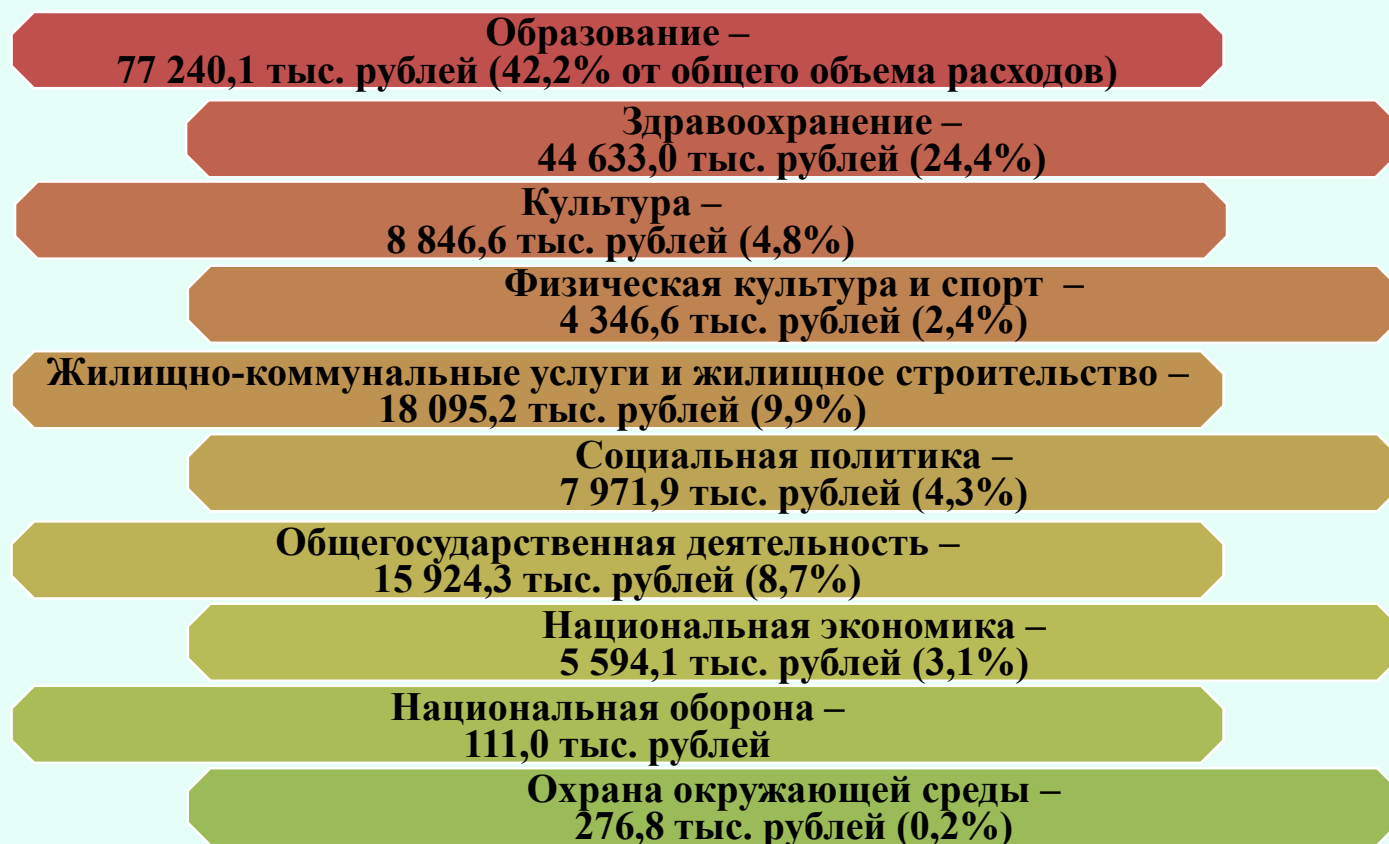 Образование –
77 240,1 тыс. рублей (42,2% от общего объема расходов)
Здравоохранение –
44 633,0 тыс. рублей (24,4%)
Культура –
8 846,6 тыс. рублей (4,8%)
Физическая культура и спорт –
4 346,6 тыс. рублей (2,4%)
Жилищно-коммунальные услуги и жилищное строительство –
18 095,2 тыс. рублей (9,9%)
Социальная политика –
7 971,9 тыс. рублей (4,3%)
Общегосударственная деятельность –
15 924,3 тыс. рублей (8,7%)
Национальная экономика –
5 594,1 тыс. рублей (3,1%)
Национальная оборона –
111,0 тыс. рублей
Охрана окружающей среды –
276,8 тыс. рублей (0,2%)